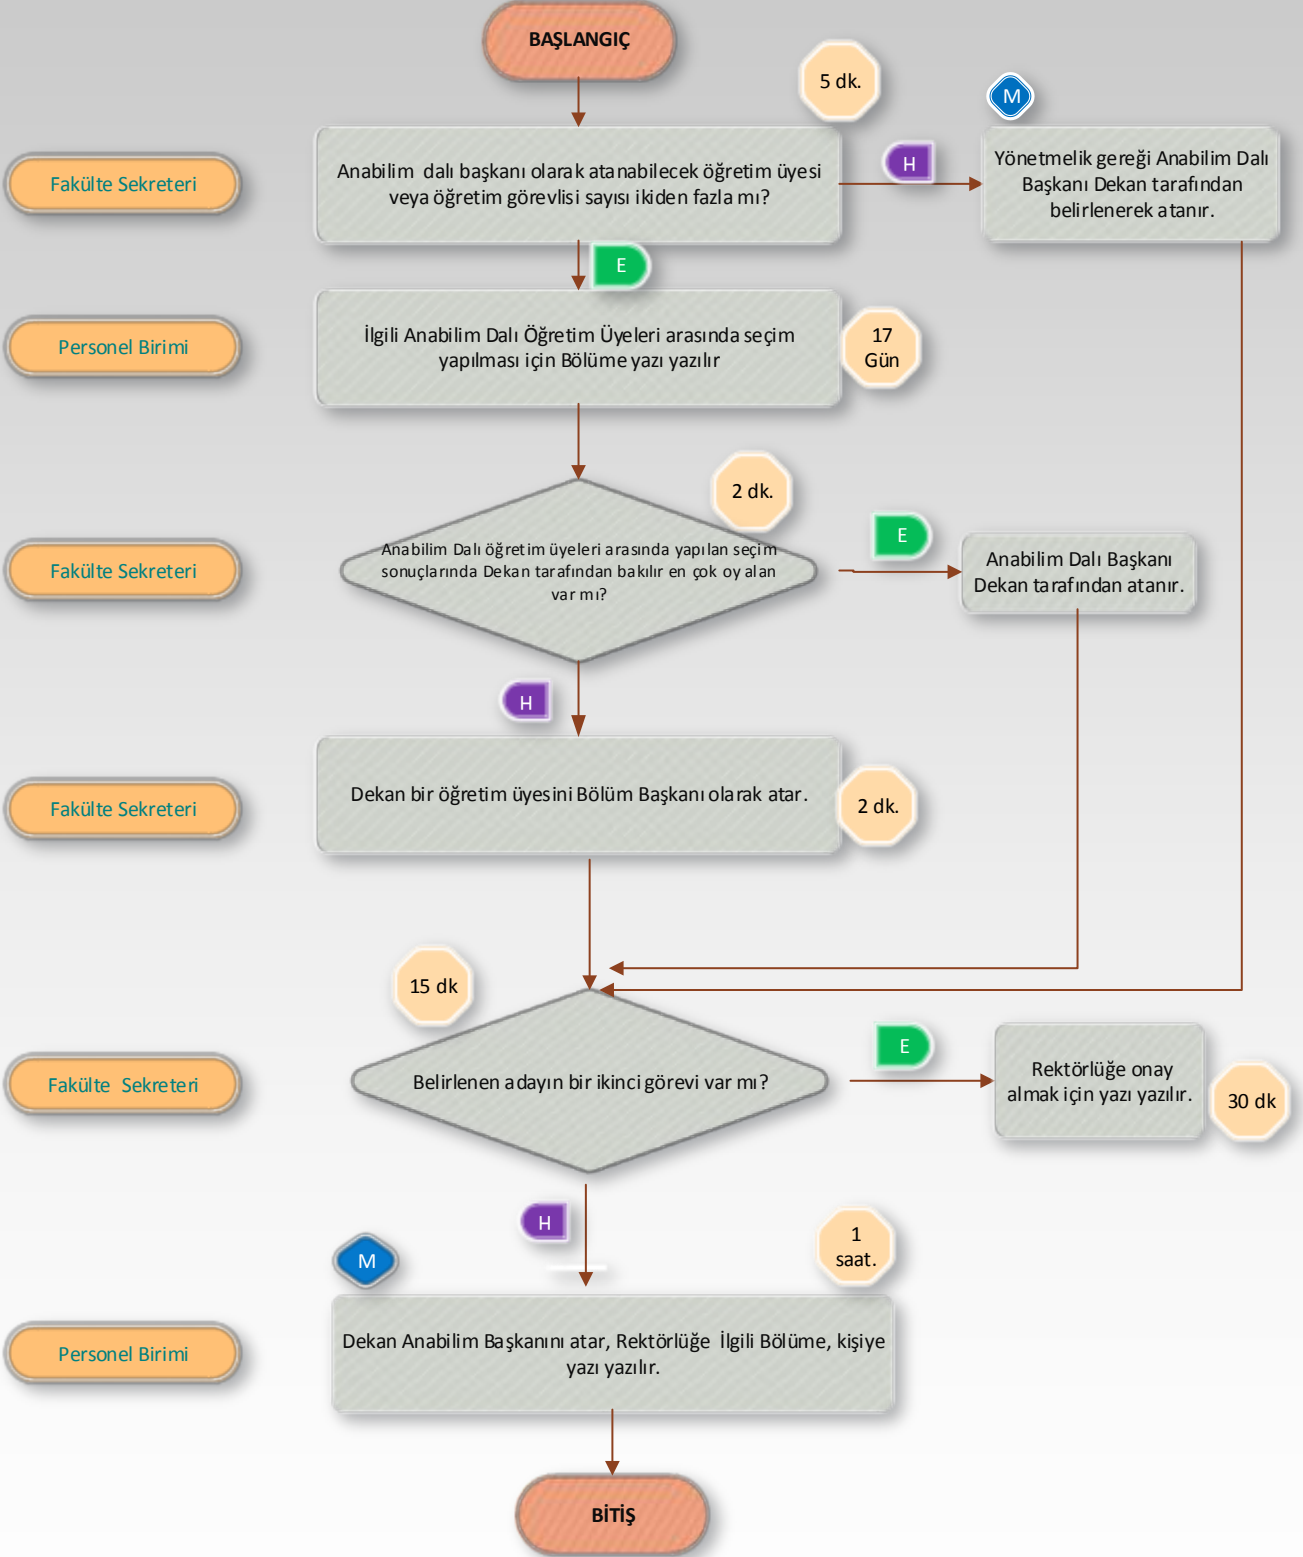 BAŞLANGIÇ
5 dk.
M
Fakülte Sekreteri
Anabilim dalı başkanı olarak atanabilecek öğretim üyesi
veya öğretim görevlisi sayısı ikiden fazla mı?
H
Yönetmelik gereği Anabilim Dalı
Başkanı Dekan tarafından
belirlenerek atanır.
E
Personel Birimi
İlgili Anabilim Dalı Öğretim Üyeleri arasında seçim
yapılması için Bölüme yazı yazılır
17
Gün
2 dk.
Fakülte Sekreteri
Anabilim Dalı öğretim üyeleri arasında yapılan seçim
sonuçlarında Dekan tarafından bakılır en çok oy alan
var mı?
E
Anabilim Dalı Başkanı
Dekan tarafından atanır.
H
Fakülte Sekreteri
Dekan bir öğretim üyesini Bölüm Başkanı olarak atar.
2 dk.
15 dk
Fakülte Sekreteri
Belirlenen adayın bir ikinci görevi var mı?
E
Rektörlüğe onay
almak için yazı yazılır.
30 dk
H
M
1
saat.
Personel Birimi
Dekan Anabilim Başkanını atar, Rektörlüğe İlgili Bölüme, kişiye
yazı yazılır.
BİTİŞ